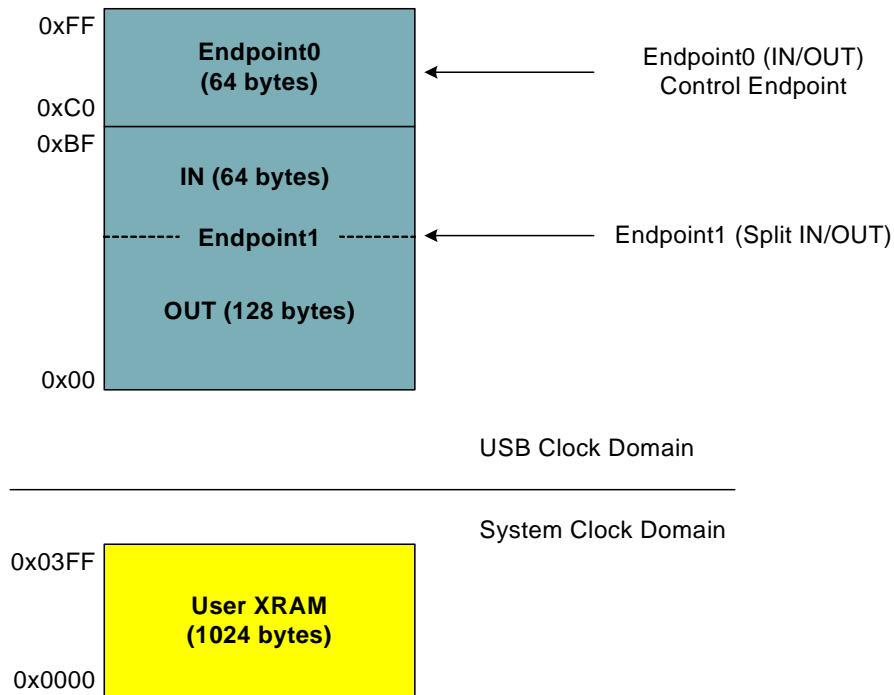 0xFF
Endpoint0
(64 bytes)
Endpoint0 (IN/OUT)
Control Endpoint
0xC0
0xBF
IN (64 bytes)
Endpoint1
Endpoint1 (Split IN/OUT)
OUT (128 bytes)
0x00
USB Clock Domain
System Clock Domain
0x03FF
User XRAM
(1024 bytes)
0x0000